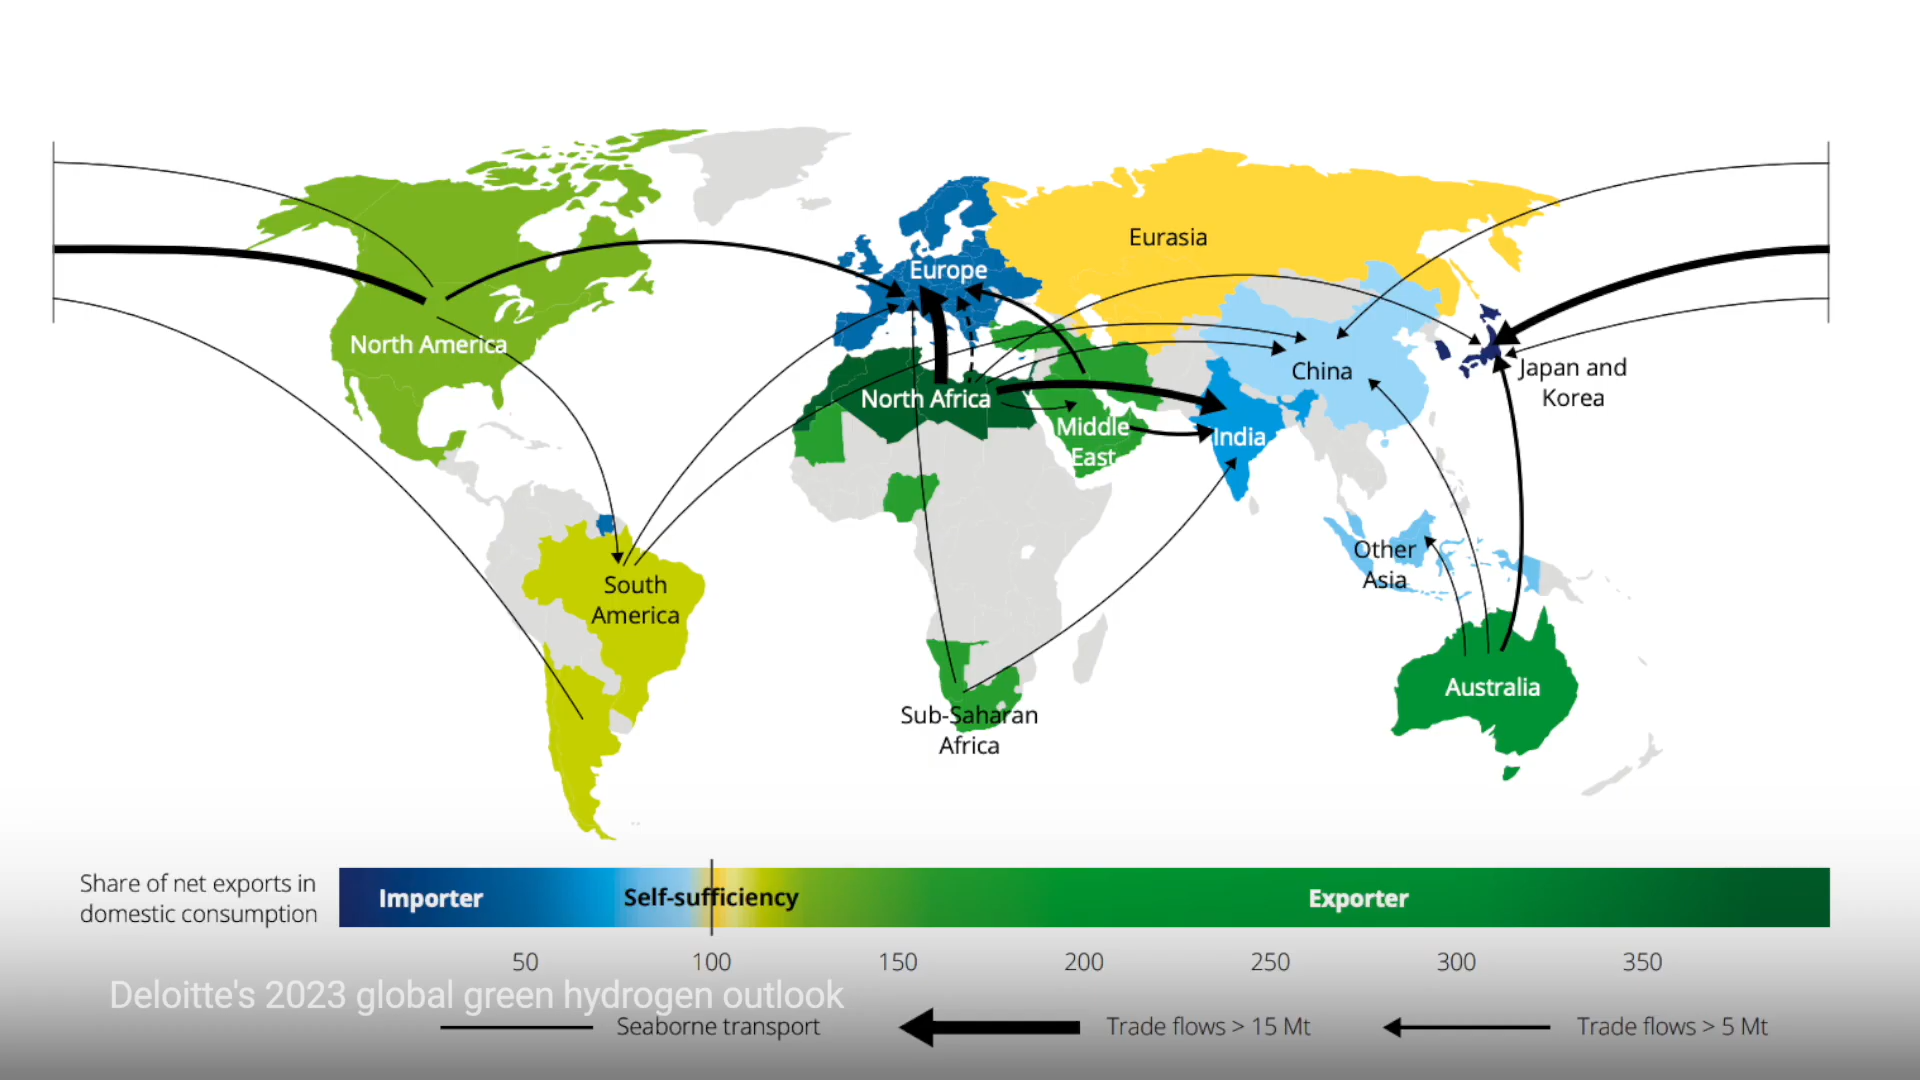 Eurasia
Europe
North America
China
Japan and
Korea
North Africa
Middle
East
India
Other
Asia
South
America
Australia
Sub-Saharan
Africa
Share of net exports in
domestic consumption
Importer
Self-sufficiency
Exporter
50 100 150 200 250 300 350
Deloitte's 2023 global green hydrogen outlook
Seaborne transport
Trade flows > 15 Mt
Trade flows > 5 Mt